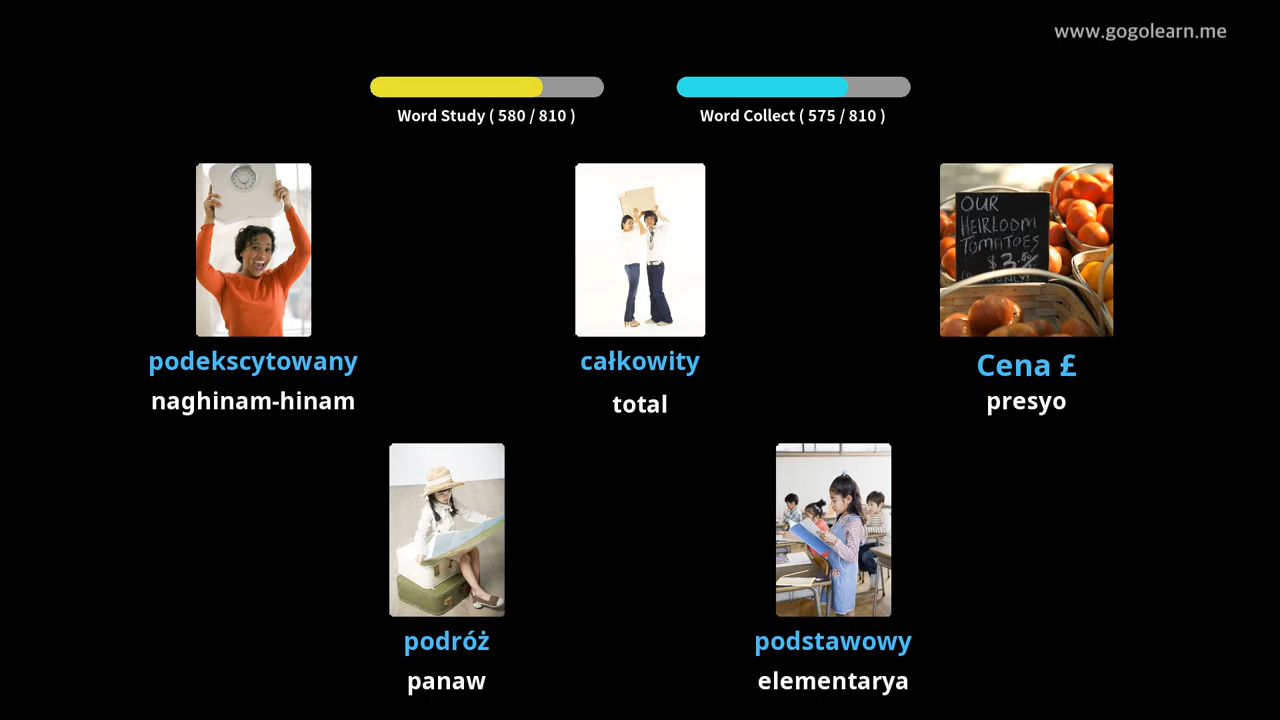 www.gogolearn.me
Word Study ( 580 / 810 )
Word Collect ( 575 / 810 )
OUR
HEIRLOOM
TOMATOES
podekscytowany
naghinam-hinam
całkowity
total
Cena £
presyo
podróż
panaw
podstawowy
elementarya